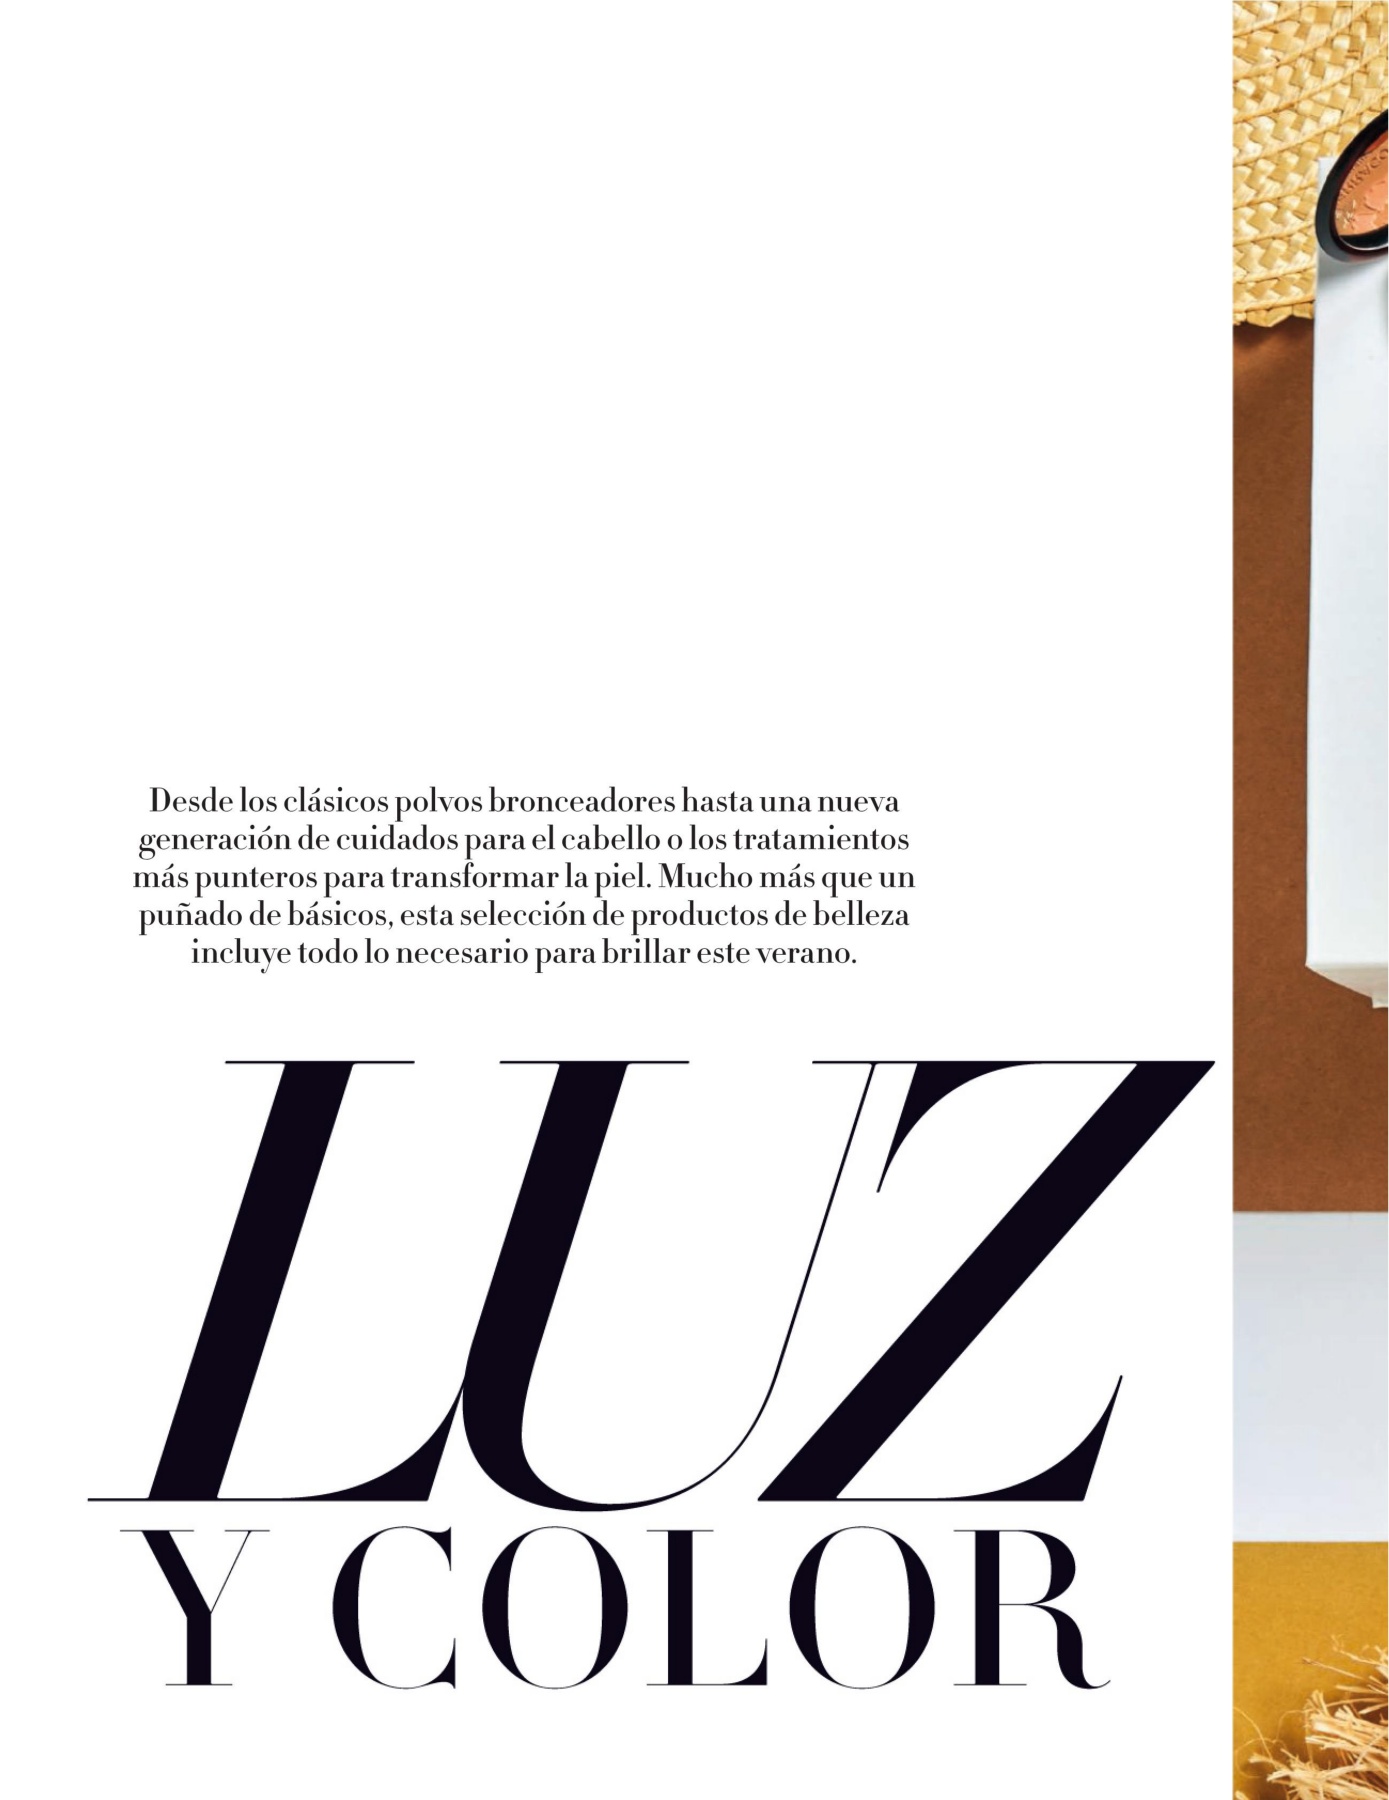 Desde los clásicos polvos bronceadores hasta una nueva
generación de cuidados para el cabello o los tratamientos
más punteros para transformar la piel. Mucho más que un
puñado de básicos, esta selección de productos de belleza
incluye todo lo necesario para brillar este verano.
LUZ
Y COLOR